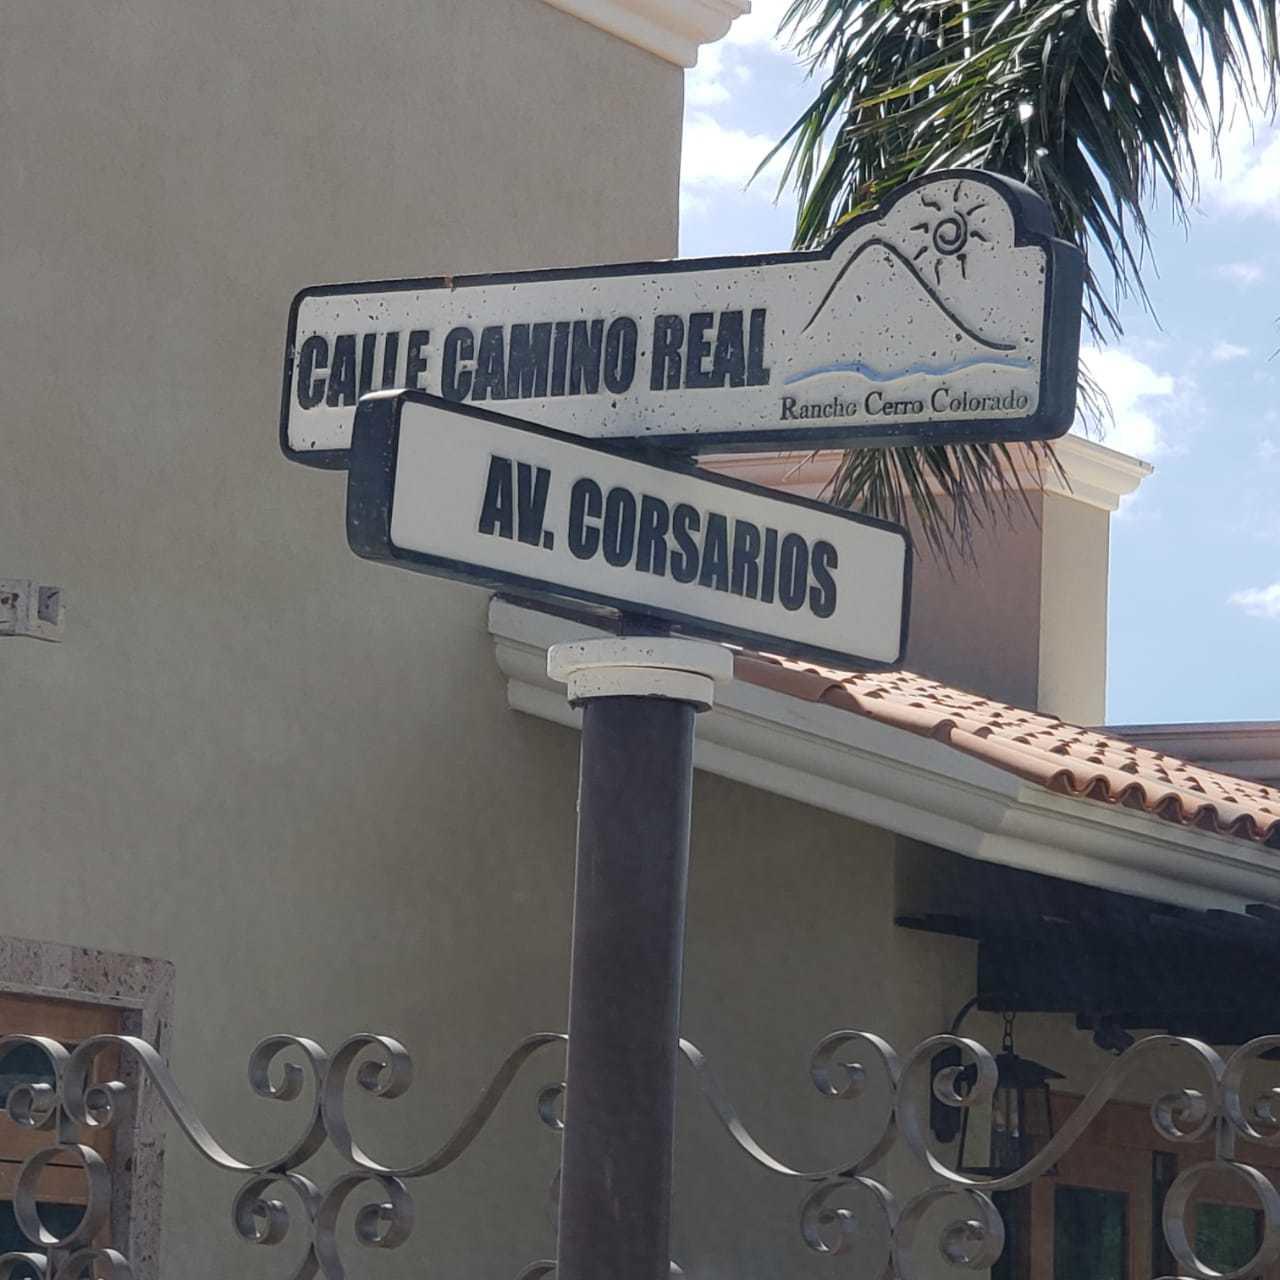 CALLE CAMINO REAL
Rancho Cerro Colorado
AV. CORSARIOS